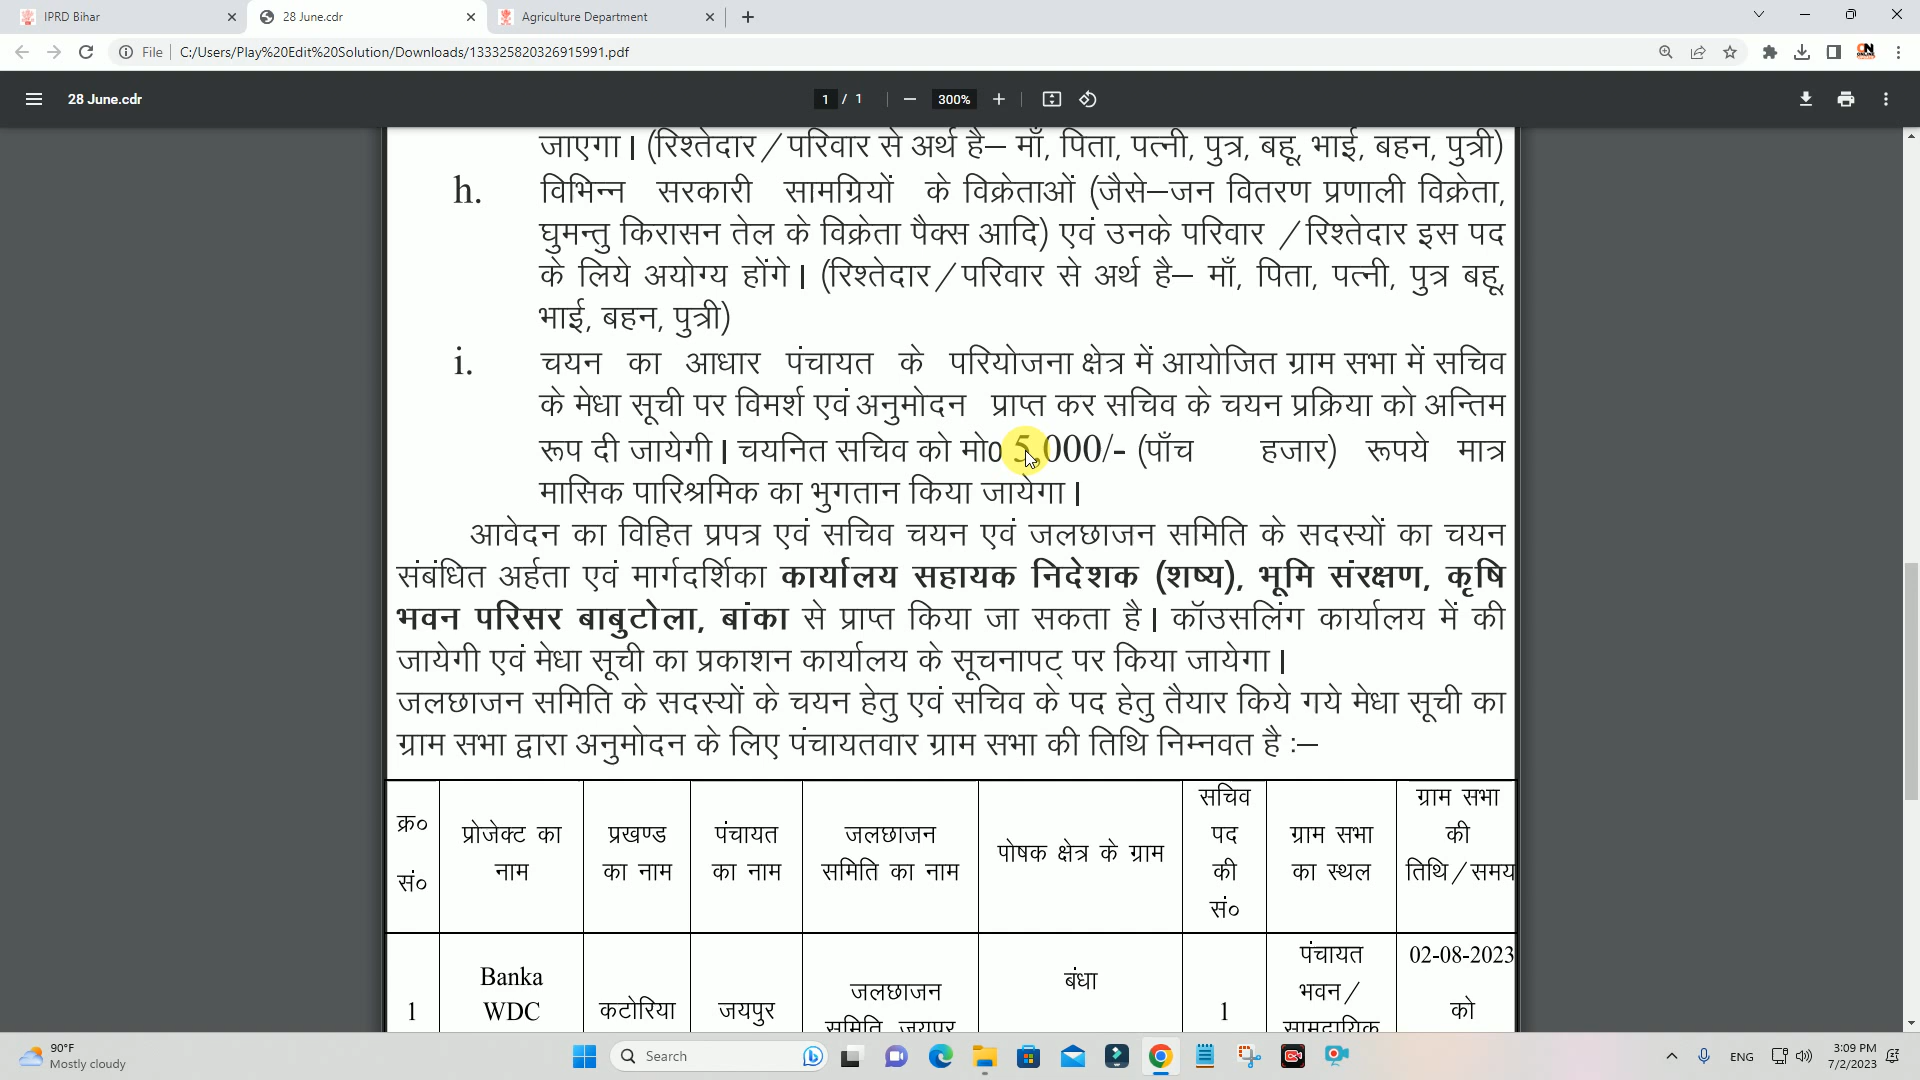 IPRD Bihar
28 June.cdr
Agriculture Department
File C:/Users/Play%20Edit%20Solution/Downloads/133325820326915991.pdf
28 June.cdr
1 / 1
300%
जाएगा। (रिश्तेदार/परिवार से अर्थ है– माँ, पिता, पत्नी, पुत्र, बहू, भाई, बहन, पुत्री)
h. विभिन्न सरकारी सामग्रियों के विक्रेताओं (जैसे–जन वितरण प्रणाली विक्रेता,
घुमन्तु किरासन तेल के विक्रेता पैक्स आदि) एवं उनके परिवार /रिश्तेदार इस पद
के लिये अयोग्य होंगे। (रिश्तेदार/परिवार से अर्थ है– माँ, पिता, पत्नी, पुत्र बहू,
भाई, बहन, पुत्री)
i. चयन का आधार पंचायत के परियोजना क्षेत्र में आयोजित ग्राम सभा में सचिव
के मेधा सूची पर विमर्श एवं अनुमोदन प्राप्त कर सचिव के चयन प्रक्रिया को अन्तिम
रूप दी जायेगी। चयनित सचिव को मो0 5,000/- (पाँच हजार) रूपये मात्र
मासिक पारिश्रमिक का भुगतान किया जायेगा।
आवेदन का विहित प्रपत्र एवं सचिव चयन एवं जलछाजन समिति के सदस्यों का चयन
संबंधित अर्हता एवं मार्गदर्शिका कार्यालय सहायक निदेशक (शष्य), भूमि संरक्षण, कृषि
भवन परिसर बाबुटोला, बांका से प्राप्त किया जा सकता है। कॉउसलिंग कार्यालय में की
जायेगी एवं मेधा सूची का प्रकाशन कार्यालय के सूचनापट् पर किया जायेगा।
जलछाजन समिति के सदस्यों के चयन हेतु एवं सचिव के पद हेतु तैयार किये गये मेधा सूची का
ग्राम सभा द्वारा अनुमोदन के लिए पंचायतवार ग्राम सभा की तिथि निम्नवत है :–
क्र०
सं०
प्रोजेक्ट का
नाम
प्रखण्ड
का नाम
पंचायत
का नाम
जलछाजन
समिति का नाम
पोषक क्षेत्र के ग्राम
सचिव
पद
की
सं०
ग्राम सभा
का स्थल
ग्राम सभा
की
तिथि/समय
1
Banka
WDC
कटोरिया
जयपुर
जलछाजन
समिति जयपुर
बंधा
1
पंचायत
भवन/
सामुदायिक
02-08-2023
को
90°F
Mostly cloudy
Search
ENG
3:09 PM
7/2/2023